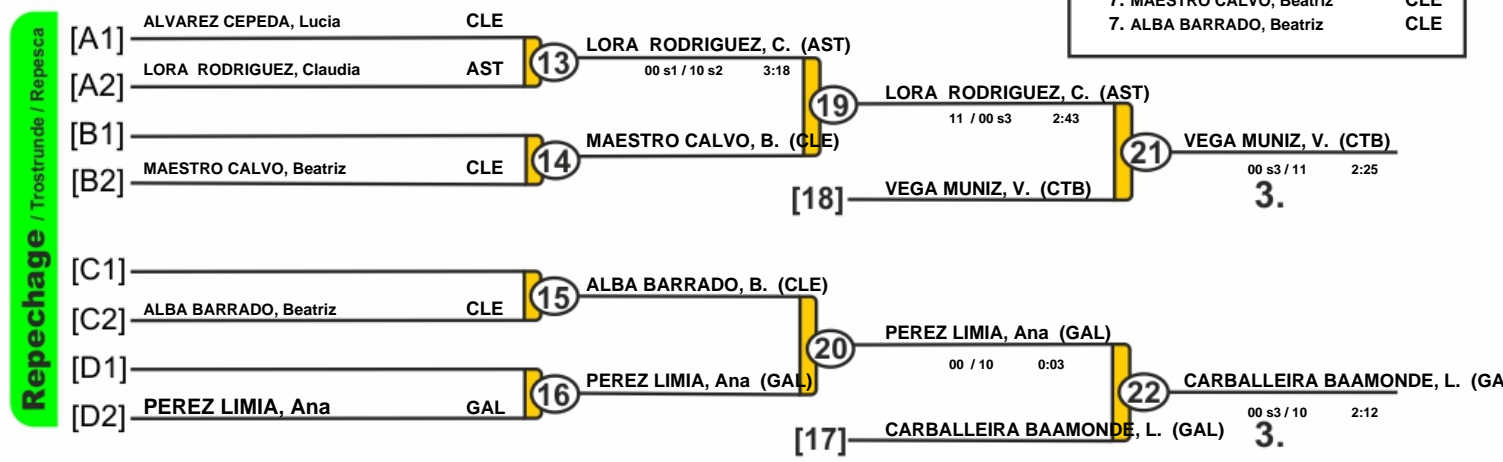 7. MAESTRO CALVO, Beatriz CLE
7. ALBA BARRADO, Beatriz CLE
Repechage / Trostrunde / Repesca
[A1] ALVAREZ CEPEDA, Lucia CLE
[A2] LORA RODRIGUEZ, Claudia AST
13
LORA RODRIGUEZ, C. (AST)
00 s1 / 10 s2 3:18
[B1]
[B2] MAESTRO CALVO, Beatriz CLE
14
MAESTRO CALVO, B. (CLE)
19
LORA RODRIGUEZ, C. (AST)
11 / 00 s3 2:43
[18] VEGA MUNIZ, V. (CTB)
21
VEGA MUNIZ, V. (CTB)
00 s3 / 11 2:25
3.
[C1]
[C2] ALBA BARRADO, Beatriz CLE
15
ALBA BARRADO, B. (CLE)
[D1]
[D2] PEREZ LIMIA, Ana GAL
16
PEREZ LIMIA, Ana (GAL)
20
PEREZ LIMIA, Ana (GAL)
00 / 10 0:03
[17] CARBALLEIRA BAAMONDE, L. (GAL)
22
CARBALLEIRA BAAMONDE, L. (GA
00 s3 / 10 2:12
3.